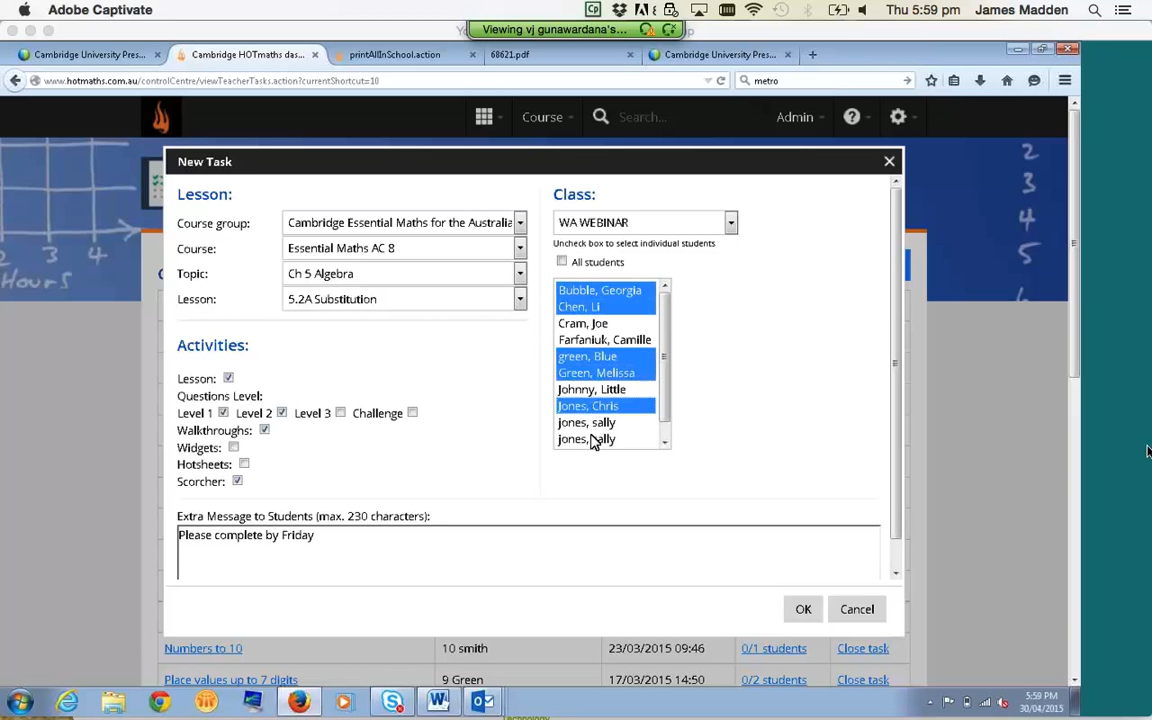 Adobe Captivate
Thu 5:59 pm James Madden
Viewing vj gunawardana's...
Cambridge University Pres...
Cambridge HOTmaths das...
printAllInSchool.action
68621.pdf
Cambridge University Pres...
www.hotmaths.com.au/controlCentre/viewTeacherTasks.action?currentShortcut=10
metro
Course
Search...
Admin
New Task
Lesson:
Course group: Cambridge Essential Maths for the Australia
Course: Essential Maths AC 8
Topic: Ch 5 Algebra
Lesson: 5.2A Substitution
Class:
WA WEBINAR
Uncheck box to select individual students
All students
Bubble, Georgia
Chen, Li
Cram, Joe
Farfaniuk, Camille
green, Blue
Green, Melissa
Johnny, Little
Jones, Chris
jones, sally
jones, sally
Activities:
Lesson:
Questions Level:
Level 1 Level 2 Level 3 Challenge
Walkthroughs:
Widgets:
Hotsheets:
Scorcher:
Extra Message to Students (max. 230 characters):
Please complete by Friday
OK Cancel
Numbers to 10 10 smith 23/03/2015 09:46 0/1 students Close task
Place values up to 7 digits 9 Green 17/03/2015 14:50 0/2 students Close task
2
3
4
5
3 4
Hours
5:59 PM
30/04/2015
Technology